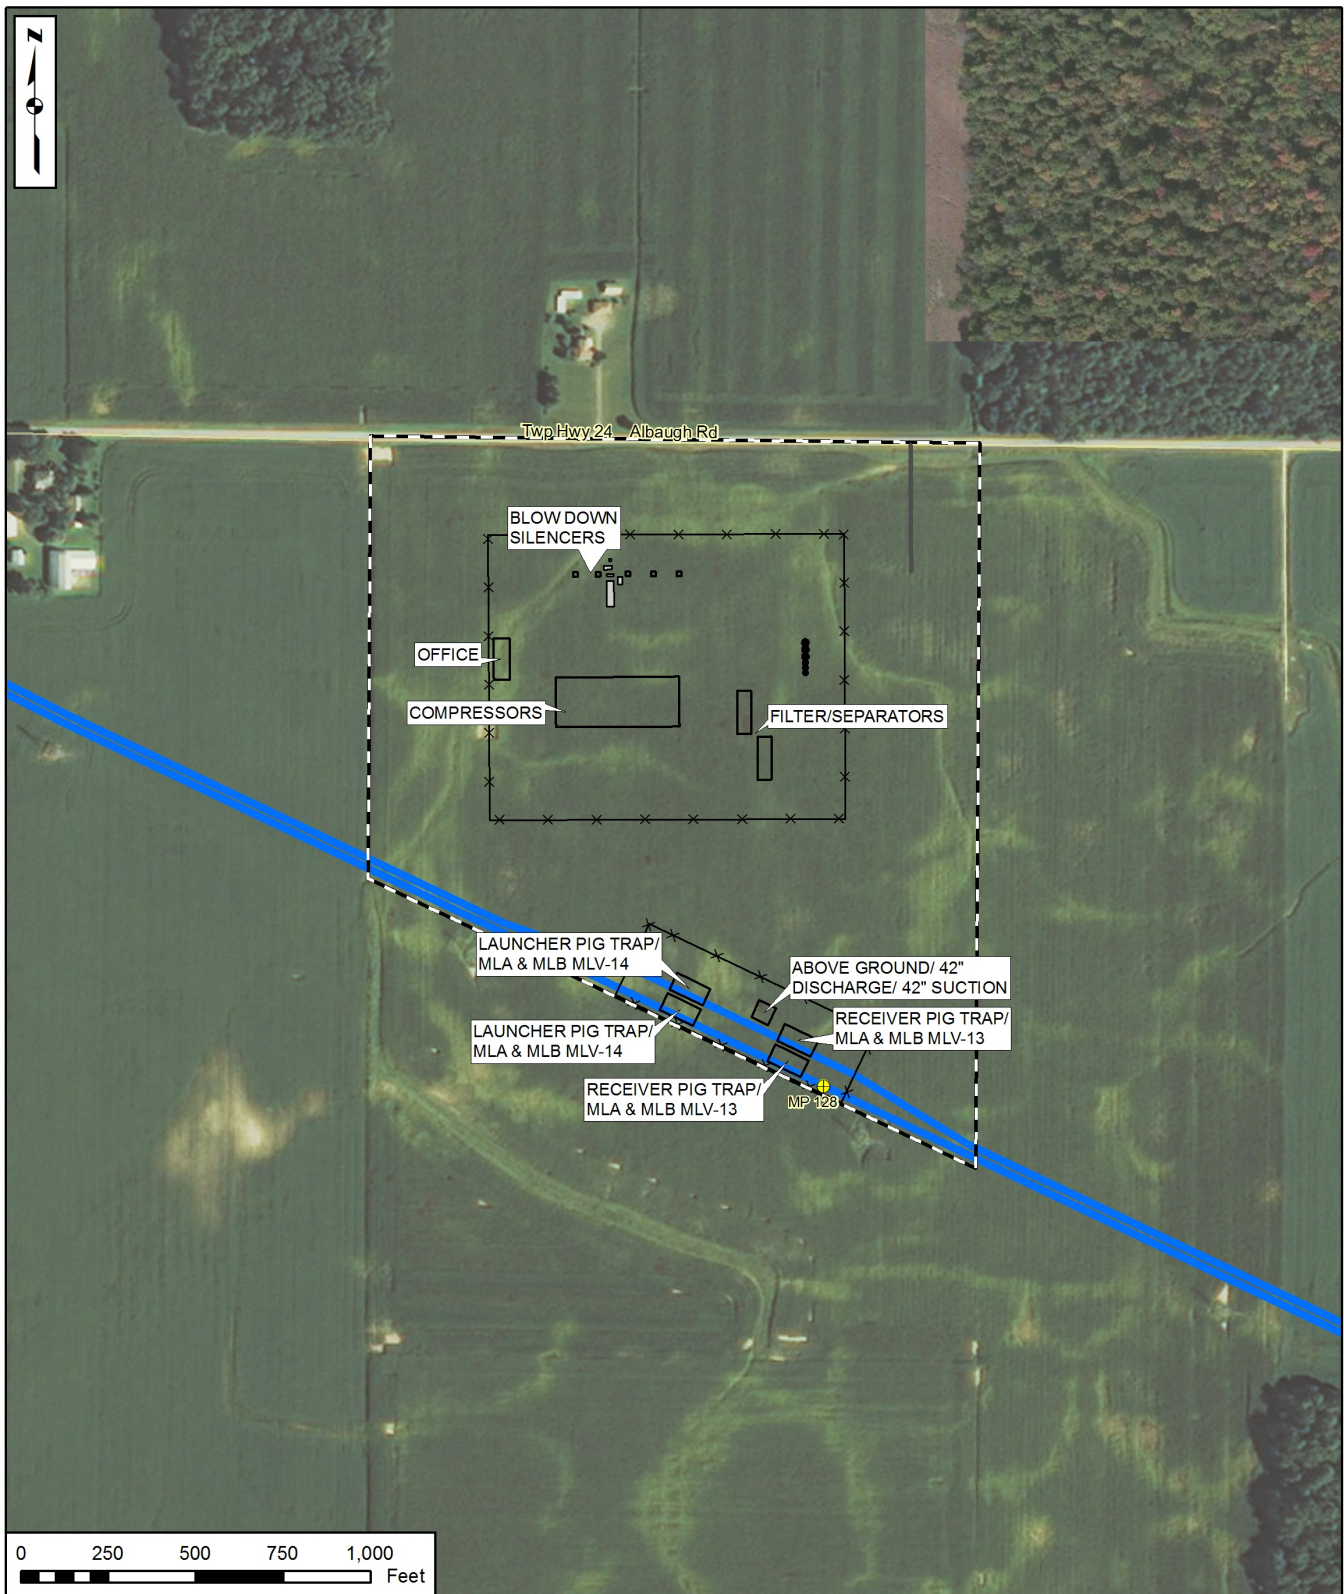 N
Twp Hwy 24 Albaugh Rd
BLOW DOWN
SILENCERS
OFFICE
COMPRESSORS
FILTER/SEPARATORS
LAUNCHER PIG TRAP/
MLA & MLB MLV-14
ABOVE GROUND/ 42"
DISCHARGE/ 42" SUCTION
RECEIVER PIG TRAP/
MLA & MLB MLV-13
LAUNCHER PIG TRAP/
MLA & MLB MLV-14
RECEIVER PIG TRAP/
MLA & MLB MLV-13
MP 128
0 250 500 750 1,000
Feet